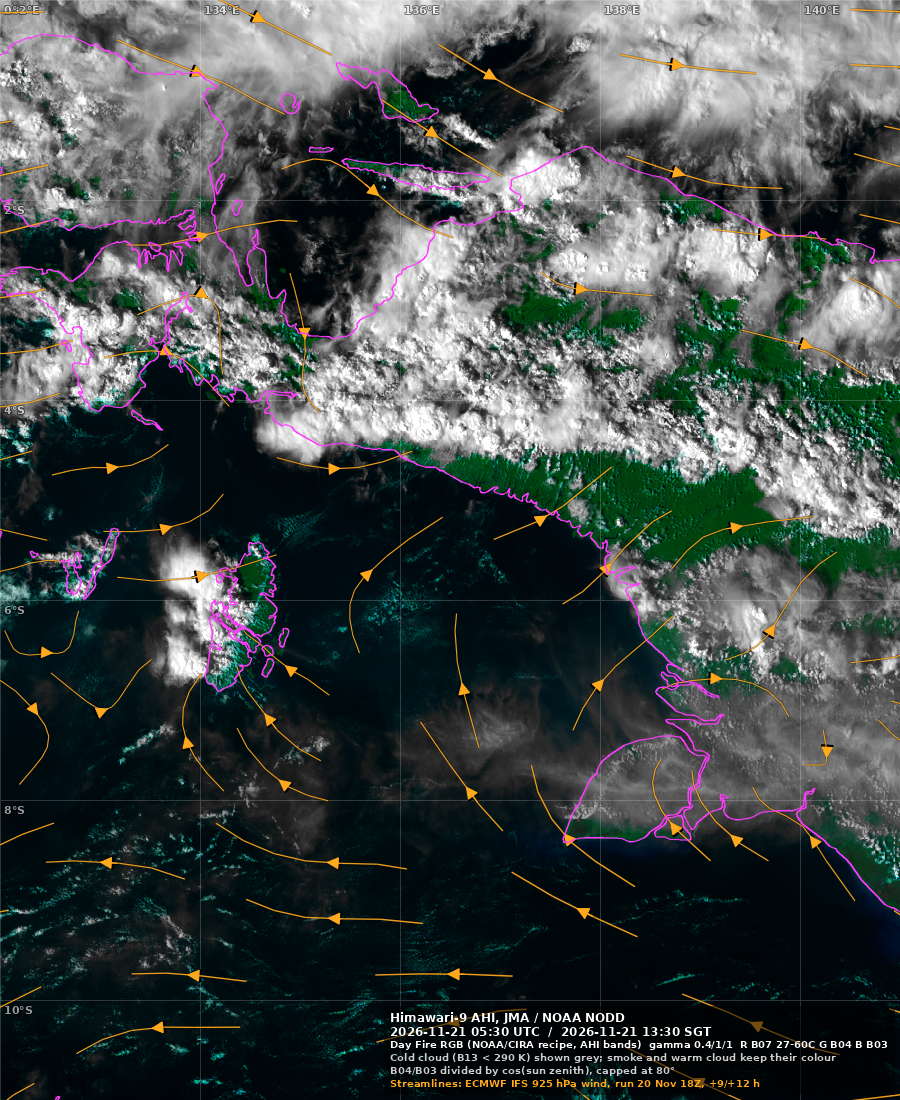 0°2°E 134°E 136°E 138°E 140°E
2°S
4°S
6°S
8°S
10°S
Himawari-9 AHI, JMA / NOAA NODD
2026-11-21 05:30 UTC / 2026-11-21 13:30 SGT
Day Fire RGB (NOAA/CIRA recipe, AHI bands) gamma 0.4/1/1 R B07 27-60C G B04 B B03
Cold cloud (B13 < 290 K) shown grey; smoke and warm cloud keep their colour
B04/B03 divided by cos(sun zenith), capped at 80°
Streamlines: ECMWF IFS 925 hPa wind, run 20 Nov 18Z, +9/+12 h